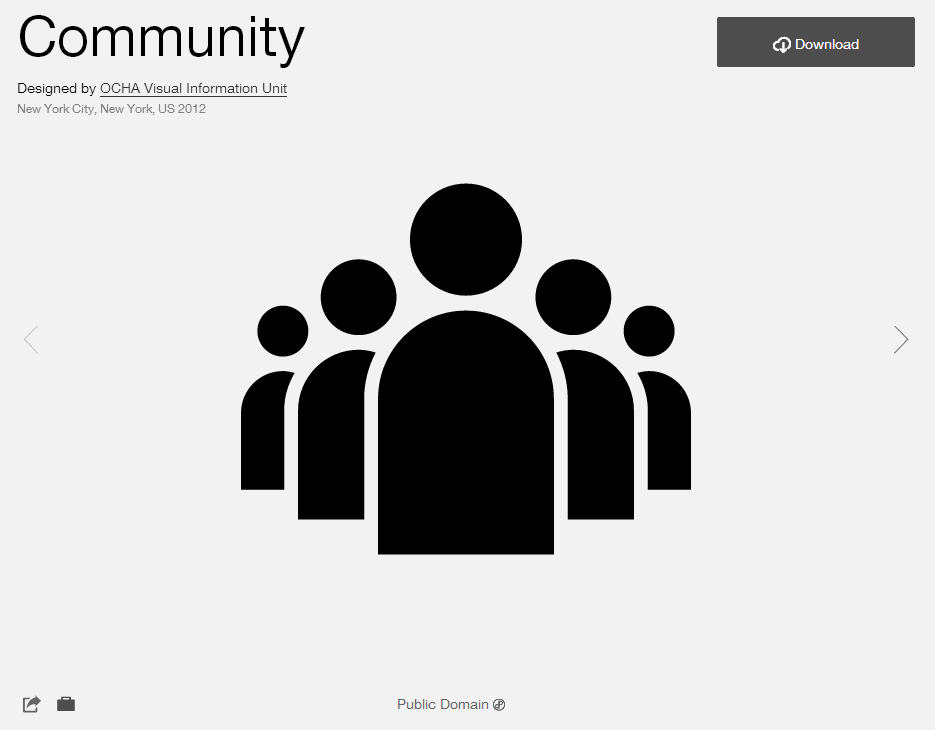 Community
Download
Designed by OCHA Visual Information Unit
New York City, New York, US 2012
Public Domain